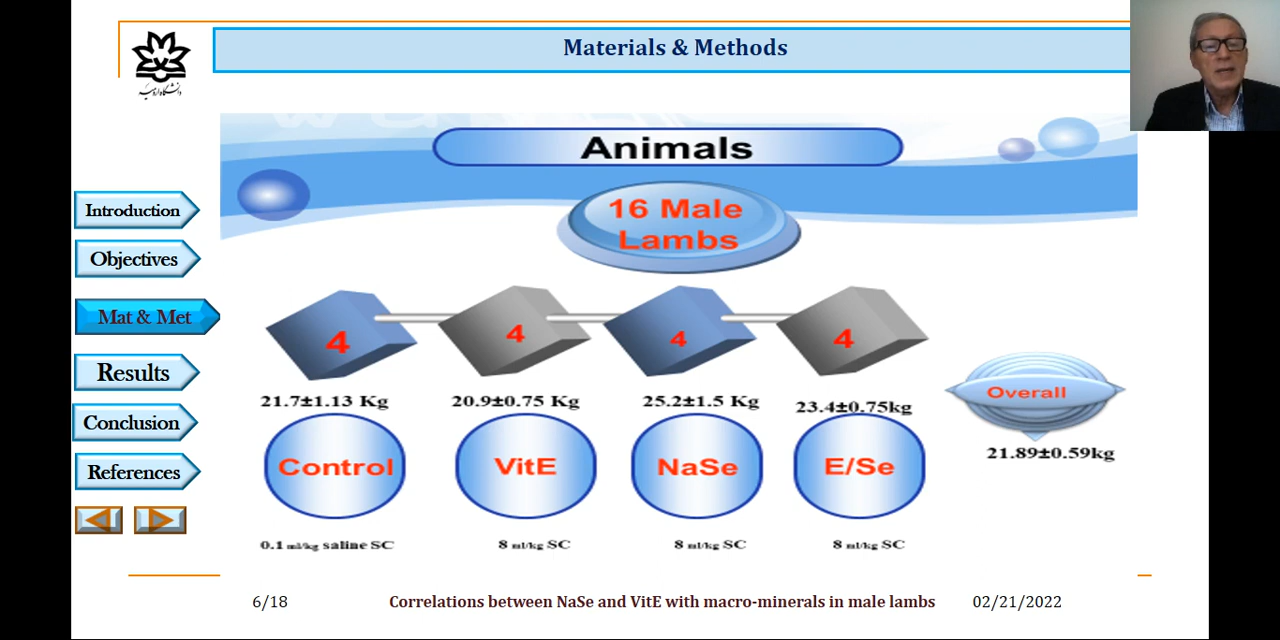 Materials & Methods
دانشگاه ارومیه
Animals
16 Male
Lambs
Introduction
Objectives
Mat & Met
Results
Conclusion
References
4 4 4 4
21.7±1.13 Kg 20.9±0.75 Kg 25.2±1.5 Kg 23.4±0.75kg
Overall
21.89±0.59kg
Control VitE NaSe E/Se
0.1 ml/kg saline SC 8 ml/kg SC 8 ml/kg SC 8 ml/kg SC
6/18 Correlations between NaSe and VitE with macro-minerals in male lambs 02/21/2022